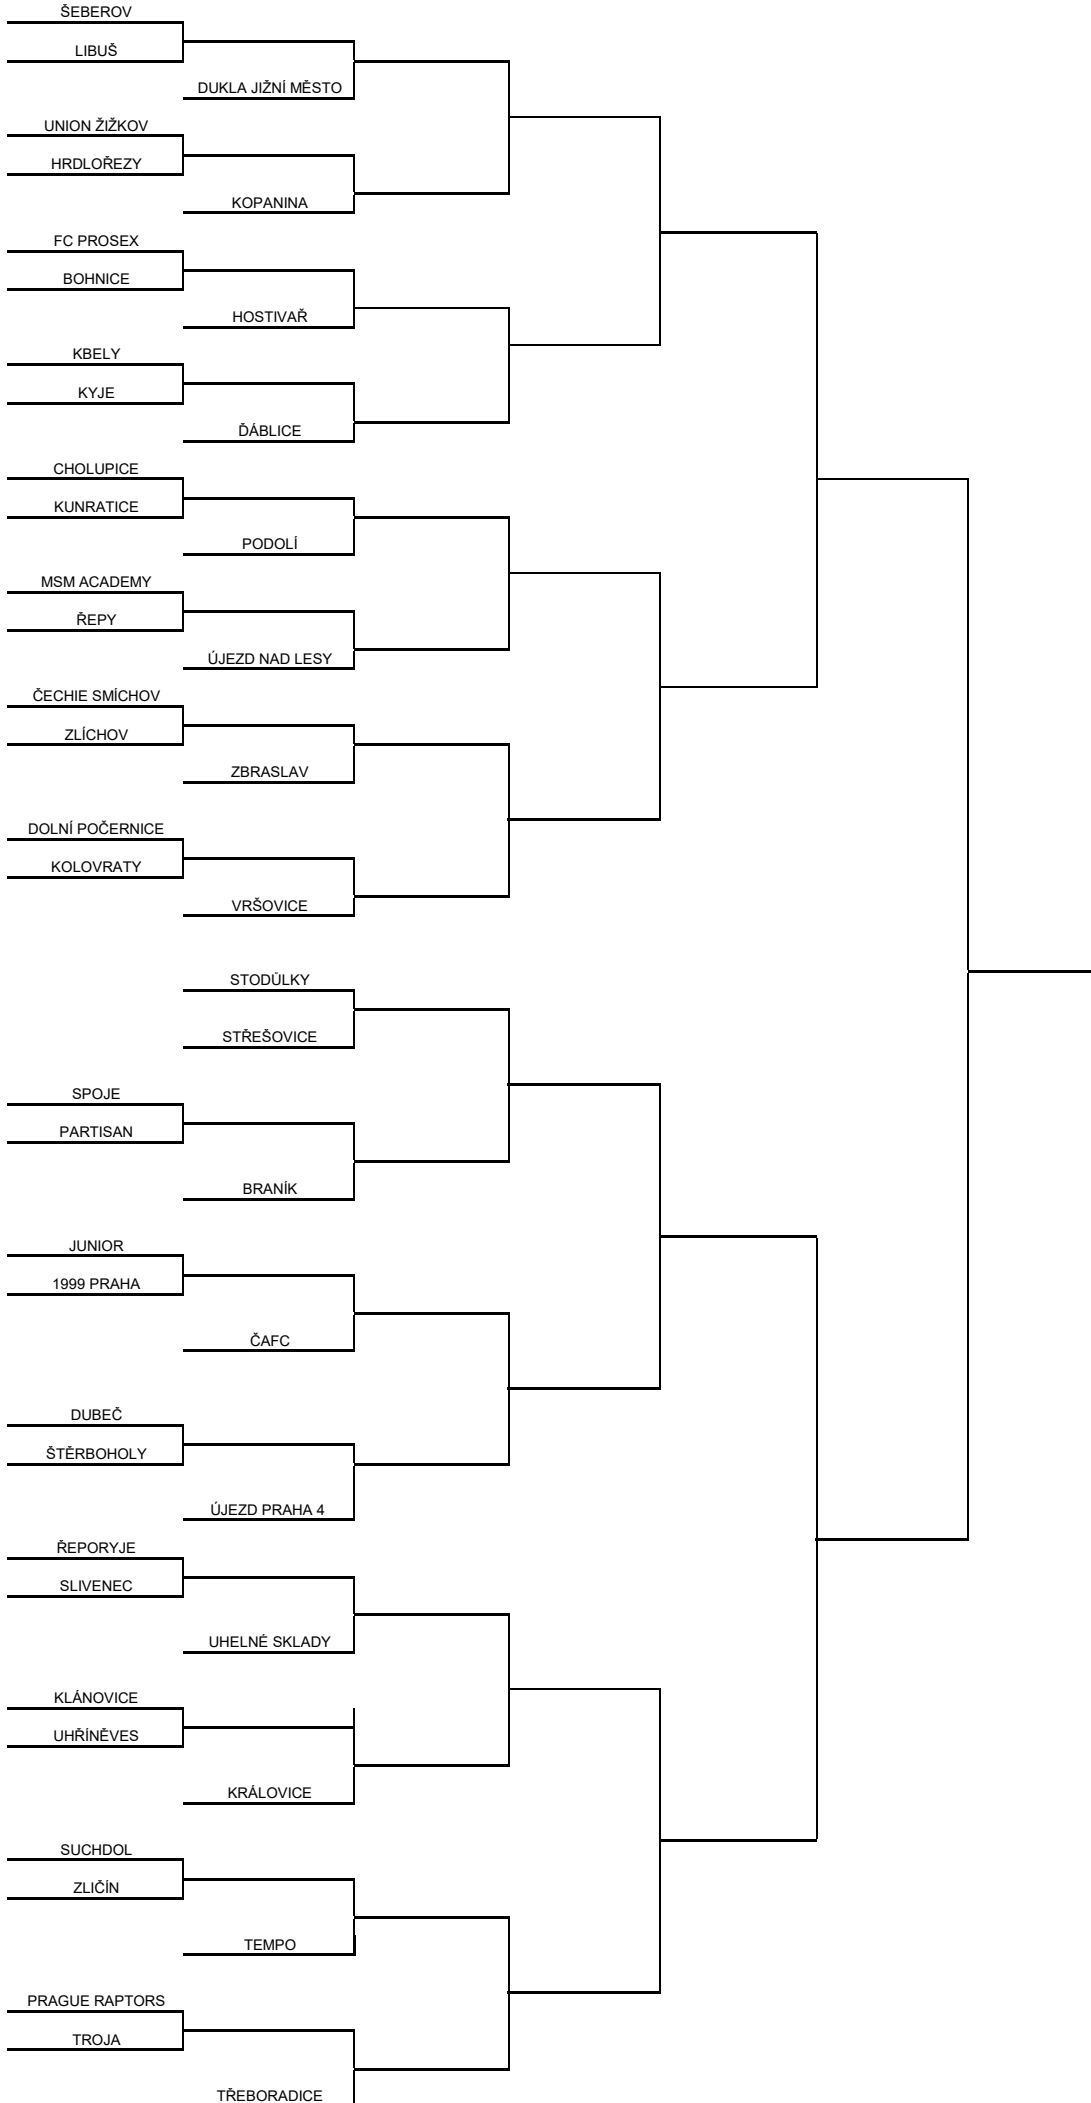 ŠEBEROV
LIBUŠ
DUKLA JIŽNÍ MĚSTO
UNION ŽIŽKOV
HRDLOŘEZY
KOPANINA
FC PROSEX
BOHNICE
HOSTIVAŘ
KBELY
KYJE
ĎÁBLICE
CHOLUPICE
KUNRATICE
PODOLÍ
MSM ACADEMY
ŘEPY
ÚJEZD NAD LESY
ČECHIE SMÍCHOV
ZLÍCHOV
ZBRASLAV
DOLNÍ POČERNICE
KOLOVRATY
VRŠOVICE
STODŮLKY
STŘEŠOVICE
SPOJE
PARTISAN
BRANÍK
JUNIOR
1999 PRAHA
ČAFC
DUBEČ
ŠTĚRBOHOLY
ÚJEZD PRAHA 4
ŘEPORYJE
SLIVENEC
UHELNÉ SKLADY
KLÁNOVICE
UHŘÍNĚVES
KRÁLOVICE
SUCHDOL
ZLIČÍN
TEMPO
PRAGUE RAPTORS
TROJA
TŘEBORADICE